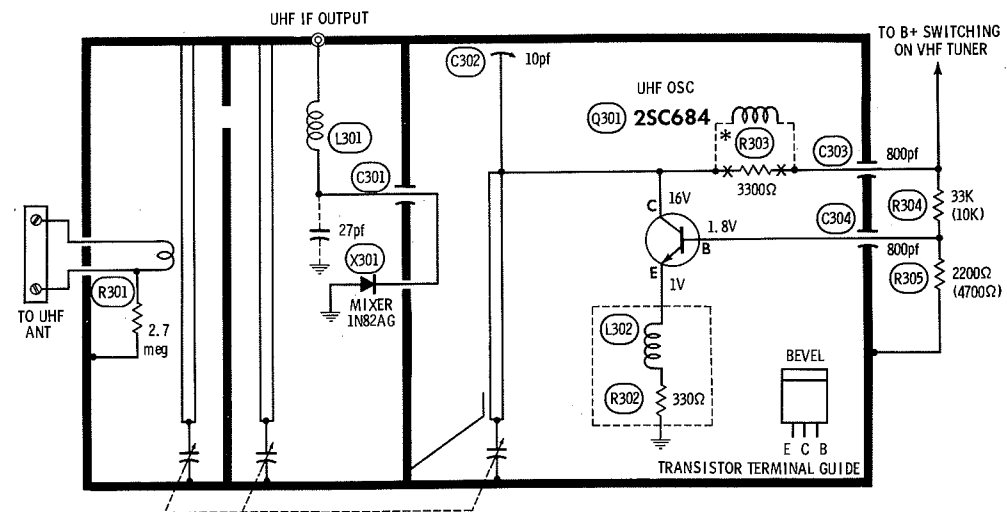 UHF IF OUTPUT
TO B+ SWITCHING
ON VHF TUNER
C302
10pf
UHF OSC
Q301
2SC684
L301
*
R303
C303
800pf
C301
3300Ω
C
16V
R304
33K
(10K)
C304
1.8V
B
27pf
800pf
X301
E
1V
R305
2200Ω
(4700Ω)
R301
MIXER
1N82AG
TO UHF
ANT
2.7
meg
L302
BEVEL
R302
330Ω
E C B
TRANSISTOR TERMINAL GUIDE